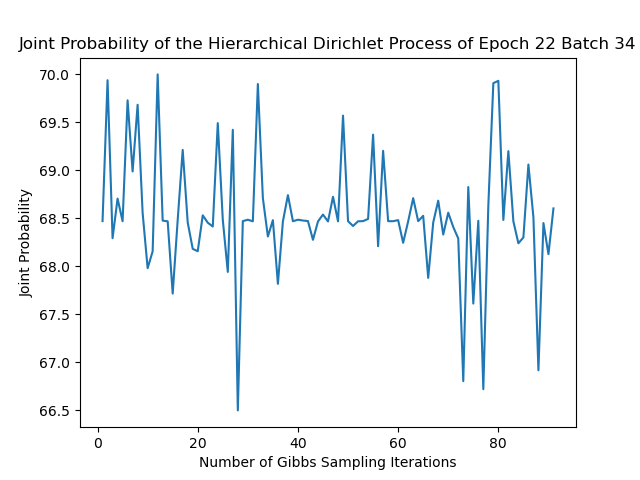 Joint Probability of the Hierarchical Dirichlet Process of Epoch 22 Batch 34
70.0
69.5
69.0
68.5
68.0
67.5
67.0
66.5
Joint Probability
0 20 40 60 80
Number of Gibbs Sampling Iterations